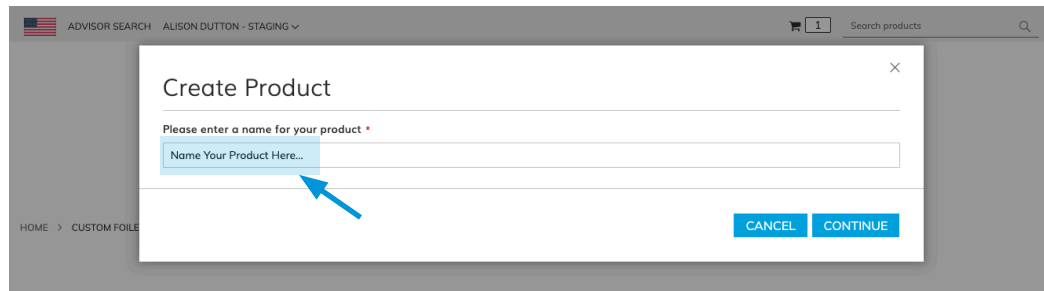 ADVISOR SEARCH ALISON DUTTON - STAGING 1 Search products
Create Product
Please enter a name for your product *
Name Your Product Here...
CANCEL CONTINUE
HOME > CUSTOM FOILE